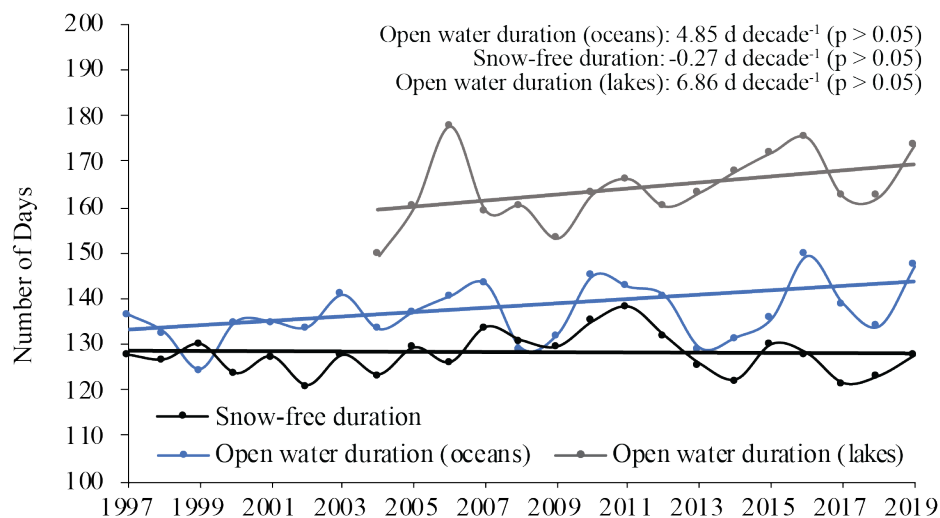 Open water duration (oceans): 4.85 d decade⁻¹ (p > 0.05)
Snow-free duration: -0.27 d decade⁻¹ (p > 0.05)
Open water duration (lakes): 6.86 d decade⁻¹ (p > 0.05)
Number of Days
200
190
180
170
160
150
140
130
120
110
100
Snow-free duration
Open water duration (oceans) Open water duration (lakes)
1997 1999 2001 2003 2005 2007 2009 2011 2013 2015 2017 2019